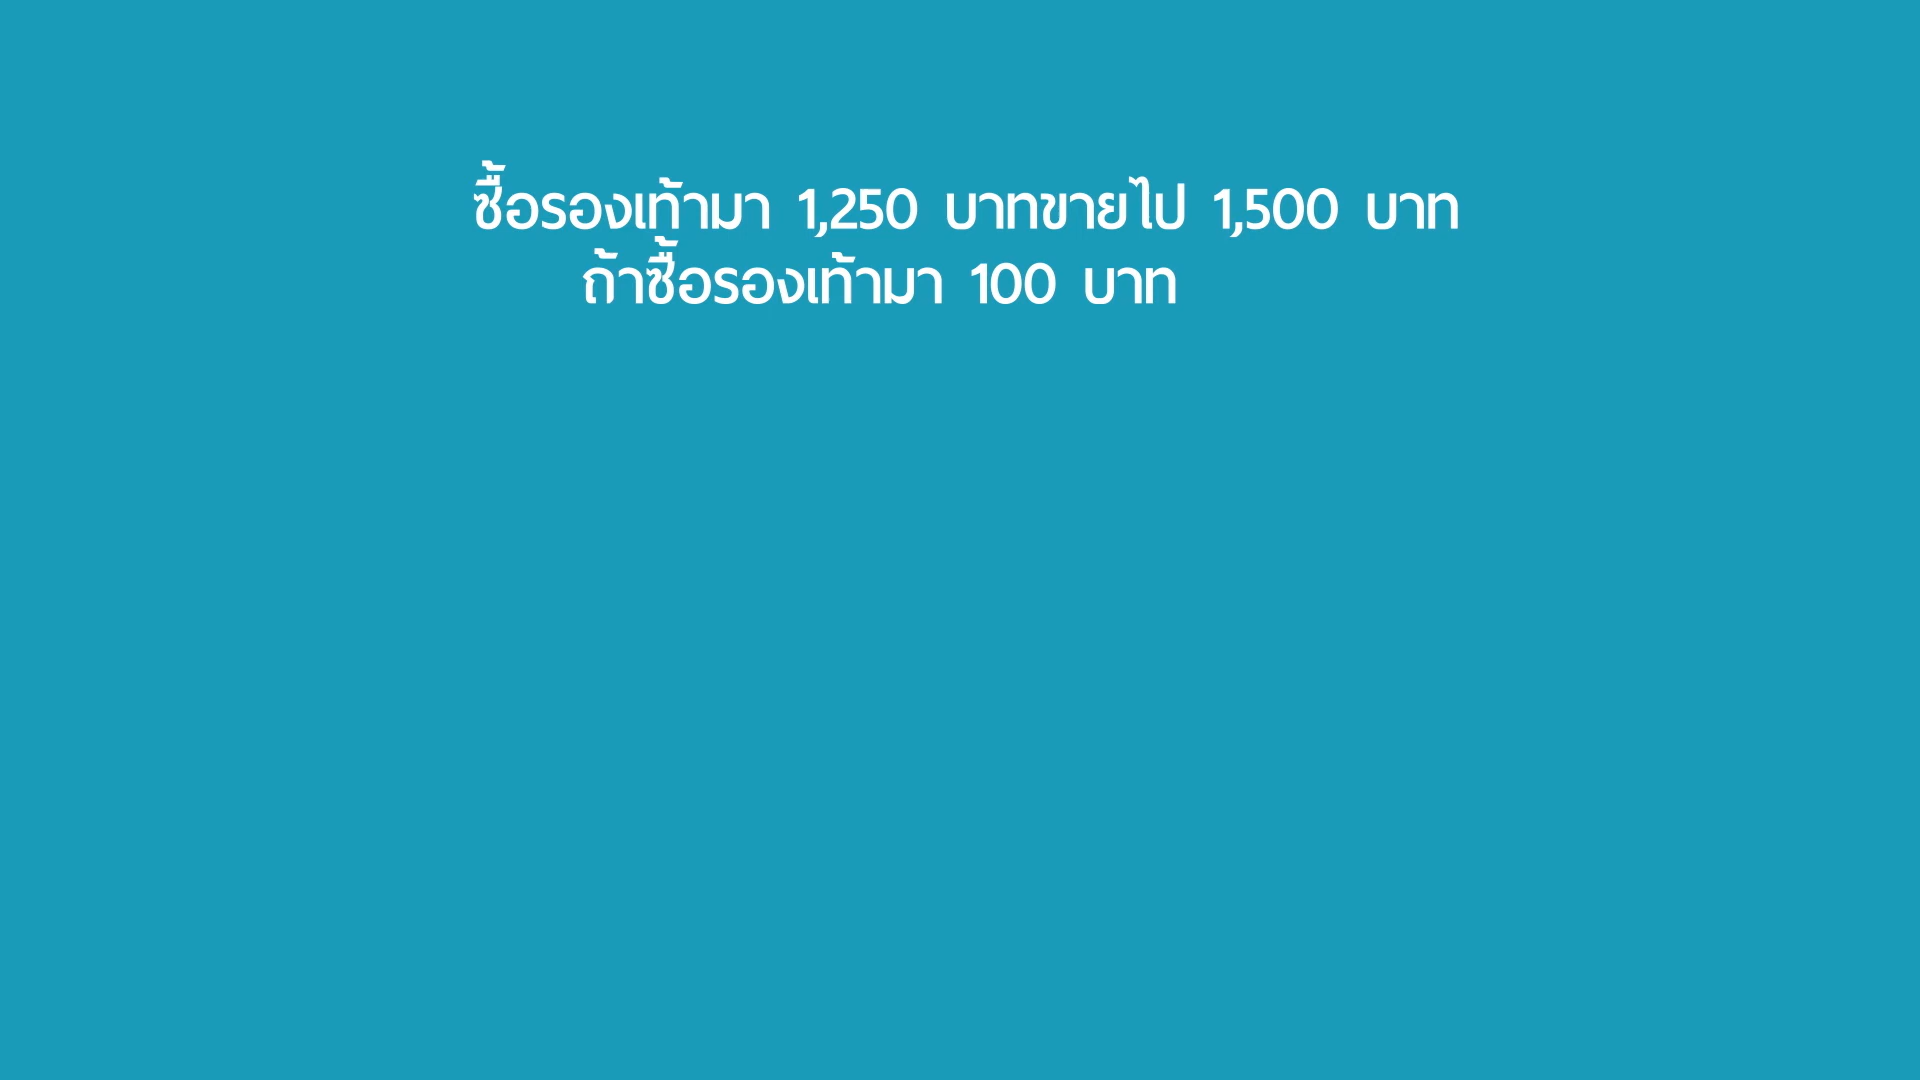 ซื้อรองเท้ามา 1,250 บาทขายไป 1,500 บาท
ถ้าซื้อรองเท้ามา 100 บาท